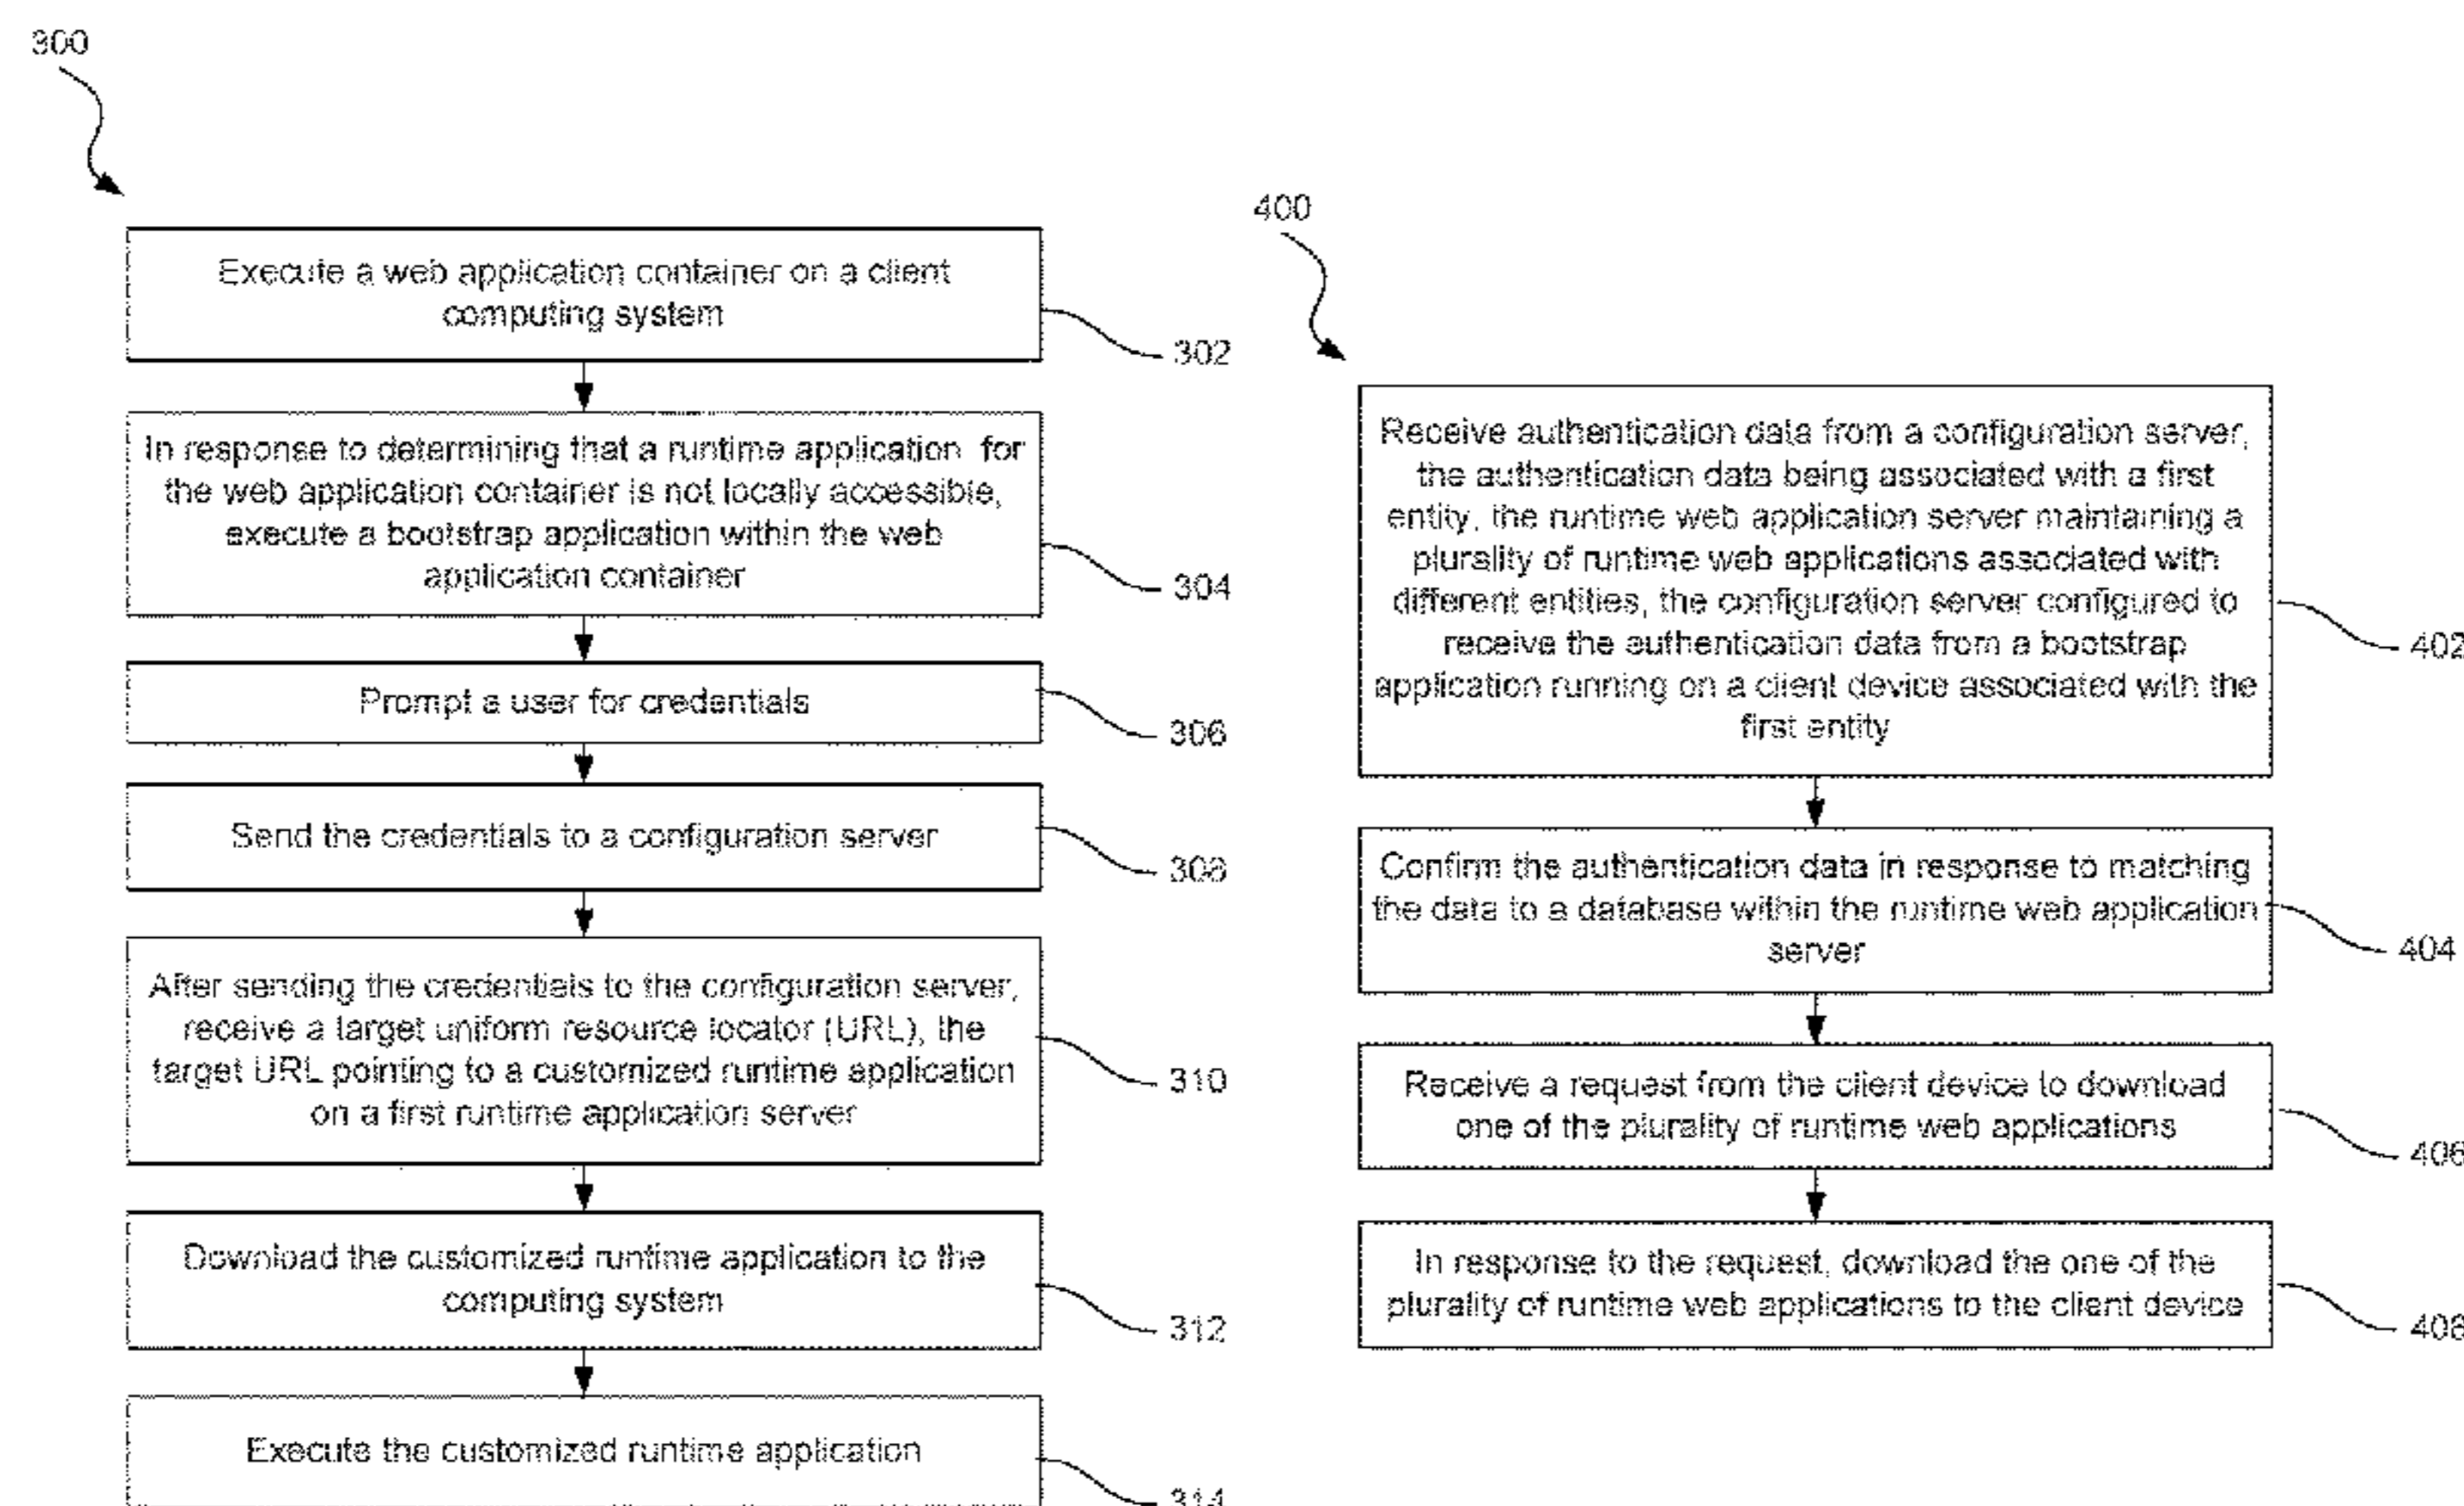 300
Execute a web application container on a client
computing system
302
In response to determining that a runtime application for
the web application container is not locally accessible,
execute a bootstrap application within the web
application container
304
Prompt a user for credentials
306
Send the credentials to a configuration server
308
After sending the credentials to the configuration server,
receive a target uniform resource locator (URL), the
target URL pointing to a customized runtime application
on a first runtime application server
310
Download the customized runtime application to the
computing system
312
Execute the customized runtime application
314
400
Receive authentication data from a configuration server,
the authentication data being associated with a first
entity, the runtime web application server maintaining a
plurality of runtime web applications associated with
different entities, the configuration server configured to
receive the authentication data from a bootstrap
application running on a client device associated with the
first entity
402
Confirm the authentication data in response to matching
the data to a database within the runtime web application
server
404
Receive a request from the client device to download
one of the plurality of runtime web applications
406
In response to the request, download the one of the
plurality of runtime web applications to the client device
408